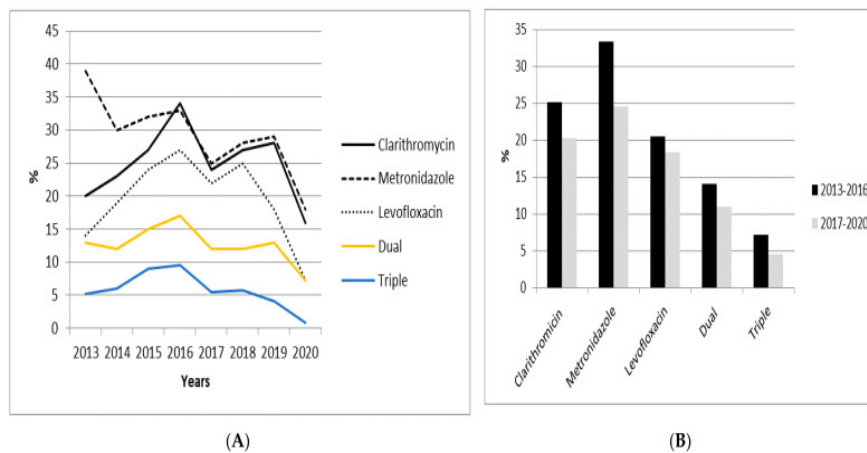 %
45
40
35
30
25
20
15
10
5
0
2013 2014 2015 2016 2017 2018 2019 2020
Years
Clarithromycin
Metronidazole
Levofloxacin
Dual
Triple
(A)
%
35
30
25
20
15
10
5
0
Clarithromicin
Metronidazole
Levofloxacin
Dual
Triple
2013-2016
2017-2020
(B)